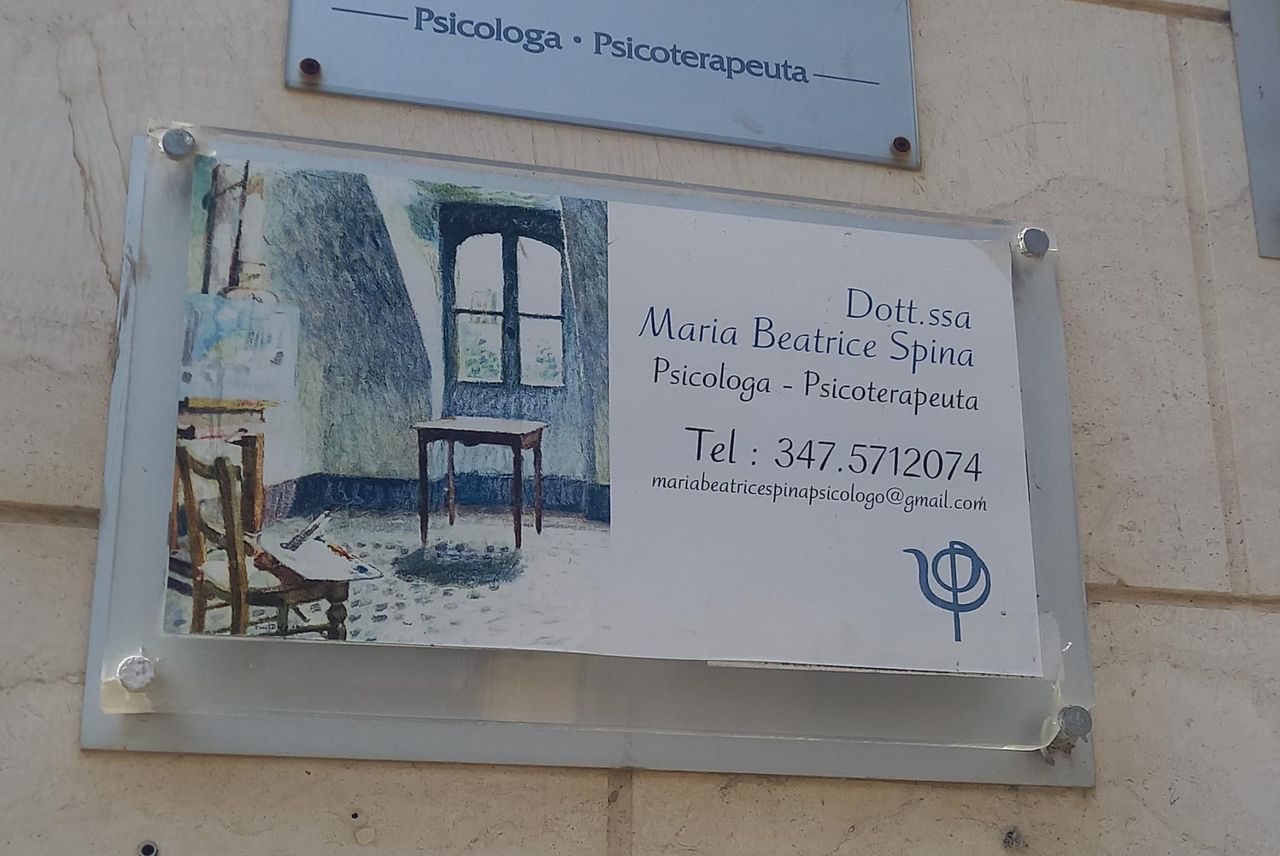 Psicologa • Psicoterapeuta
Dott.ssa
Maria Beatrice Spina
Psicologa - Psicoterapeuta
Tel : 347.5712074
mariabeatricespinapsicologo@gmail.com